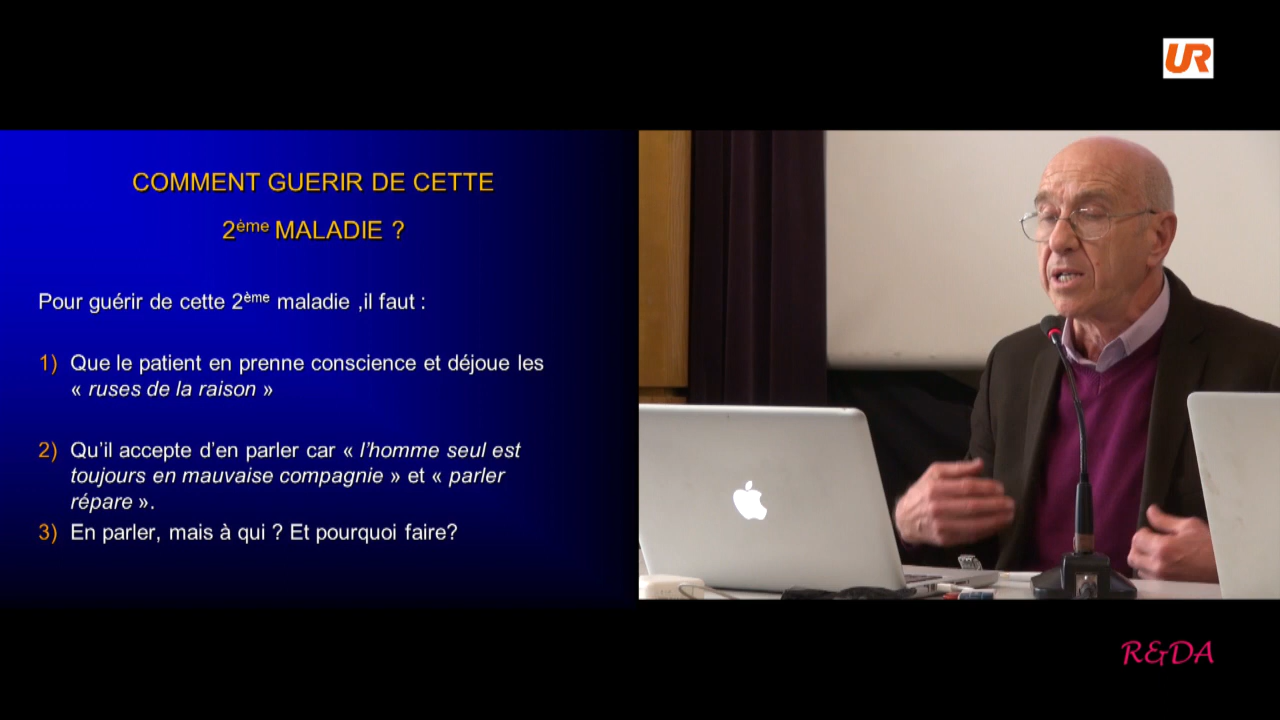 UR
COMMENT GUERIR DE CETTE
2ème MALADIE ?
Pour guérir de cette 2ème maladie ,il faut :
1) Que le patient en prenne conscience et déjoue les
« ruses de la raison »
2) Qu’il accepte d’en parler car « l’homme seul est
toujours en mauvaise compagnie » et « parler
répare ».
3) En parler, mais à qui ? Et pourquoi faire?
R&DA